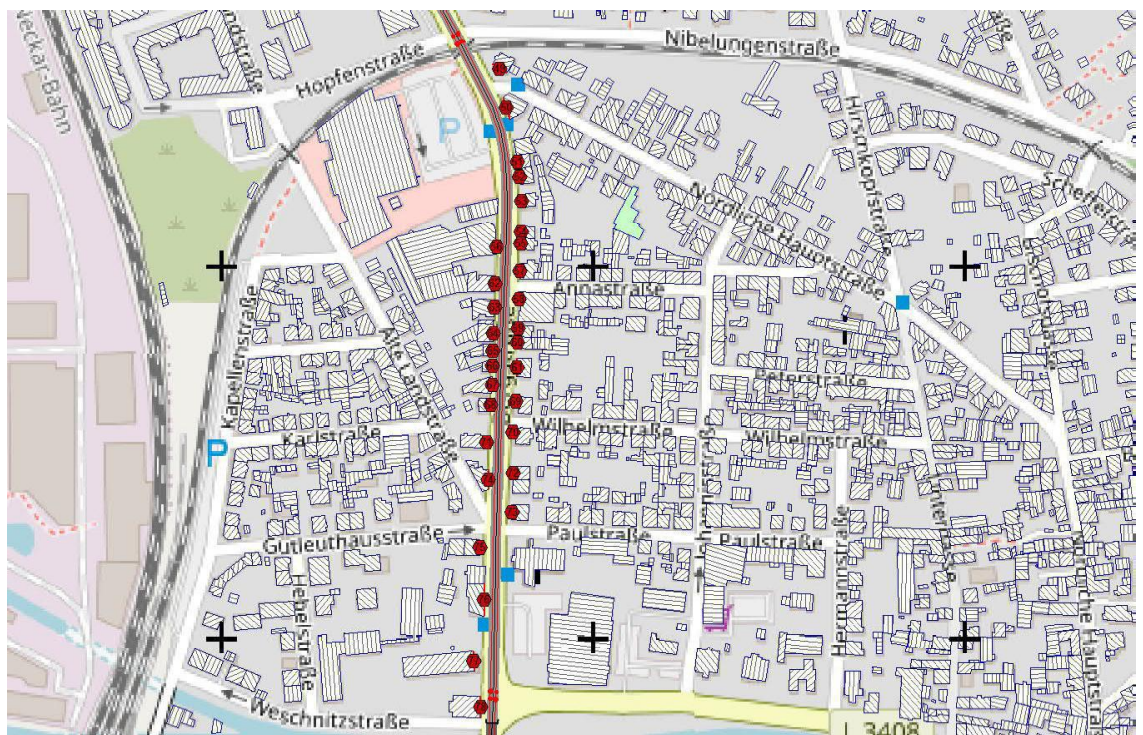 Neckar-Bahn
Hopfenstraße
Nibelungenstraße
Hirschkopfstraße
P
Nördliche Hauptstraße
Annastraße
Kapellenstraße
Alte Landstraße
Peterstraße
Karlstraße
Wilhelmstraße
Wilhelmstraße
P
Gutleuthausstraße
Paulstraße
Paulstraße
Johannisstraße
Hebelstraße
Hermannstraße
Weschnitzstraße
L 3408